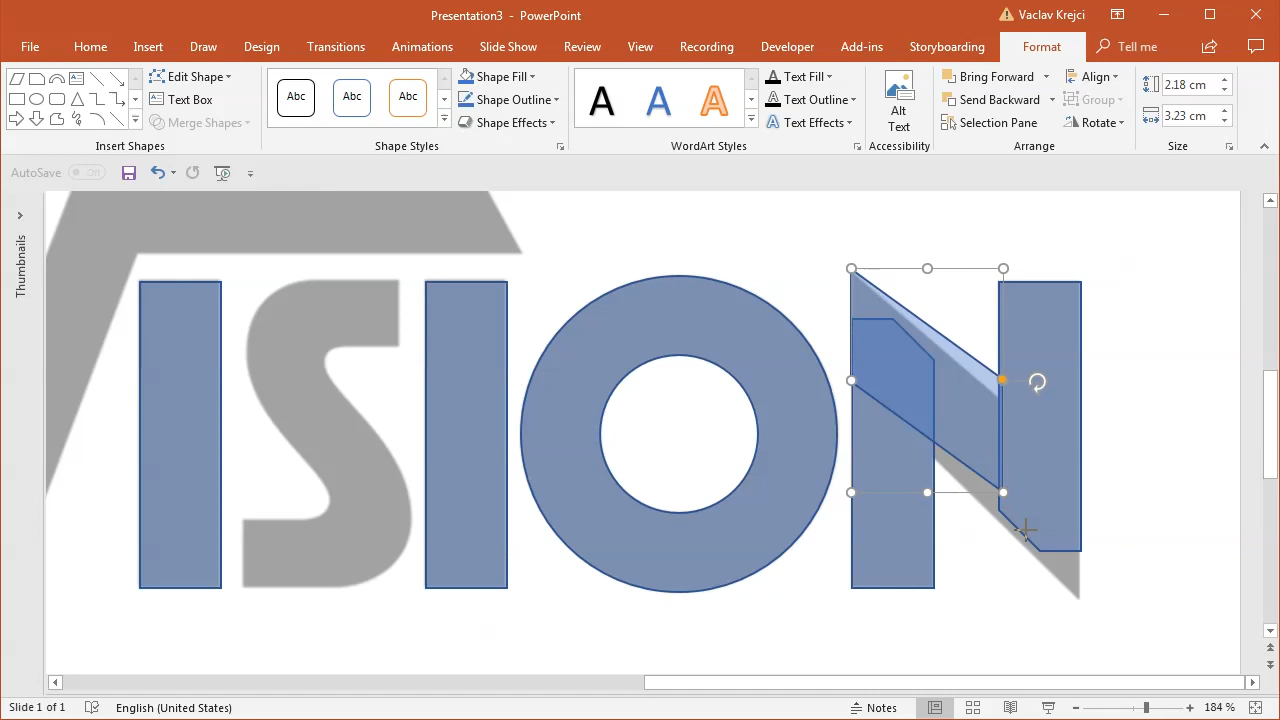 Presentation3 - PowerPoint
Vaclav Krejci
File Home Insert Draw Design Transitions Animations Slide Show Review View Recording Developer Add-ins Storyboarding Format Tell me
Edit Shape
Merge Shapes
Insert Shapes
Abc Abc Abc
Shape Fill
Shape Outline
Shape Effects
Shape Styles
A A A
Text Fill
Text Outline
Text Effects
WordArt Styles
Alt
Text
Accessibility
Bring Forward
Send Backward
Selection Pane
Align
Group
Rotate
Arrange
2.18 cm
3.23 cm
Size
AutoSave Off
Thumbnails
ISION
Slide 1 of 1 English (United States) Notes 184 %